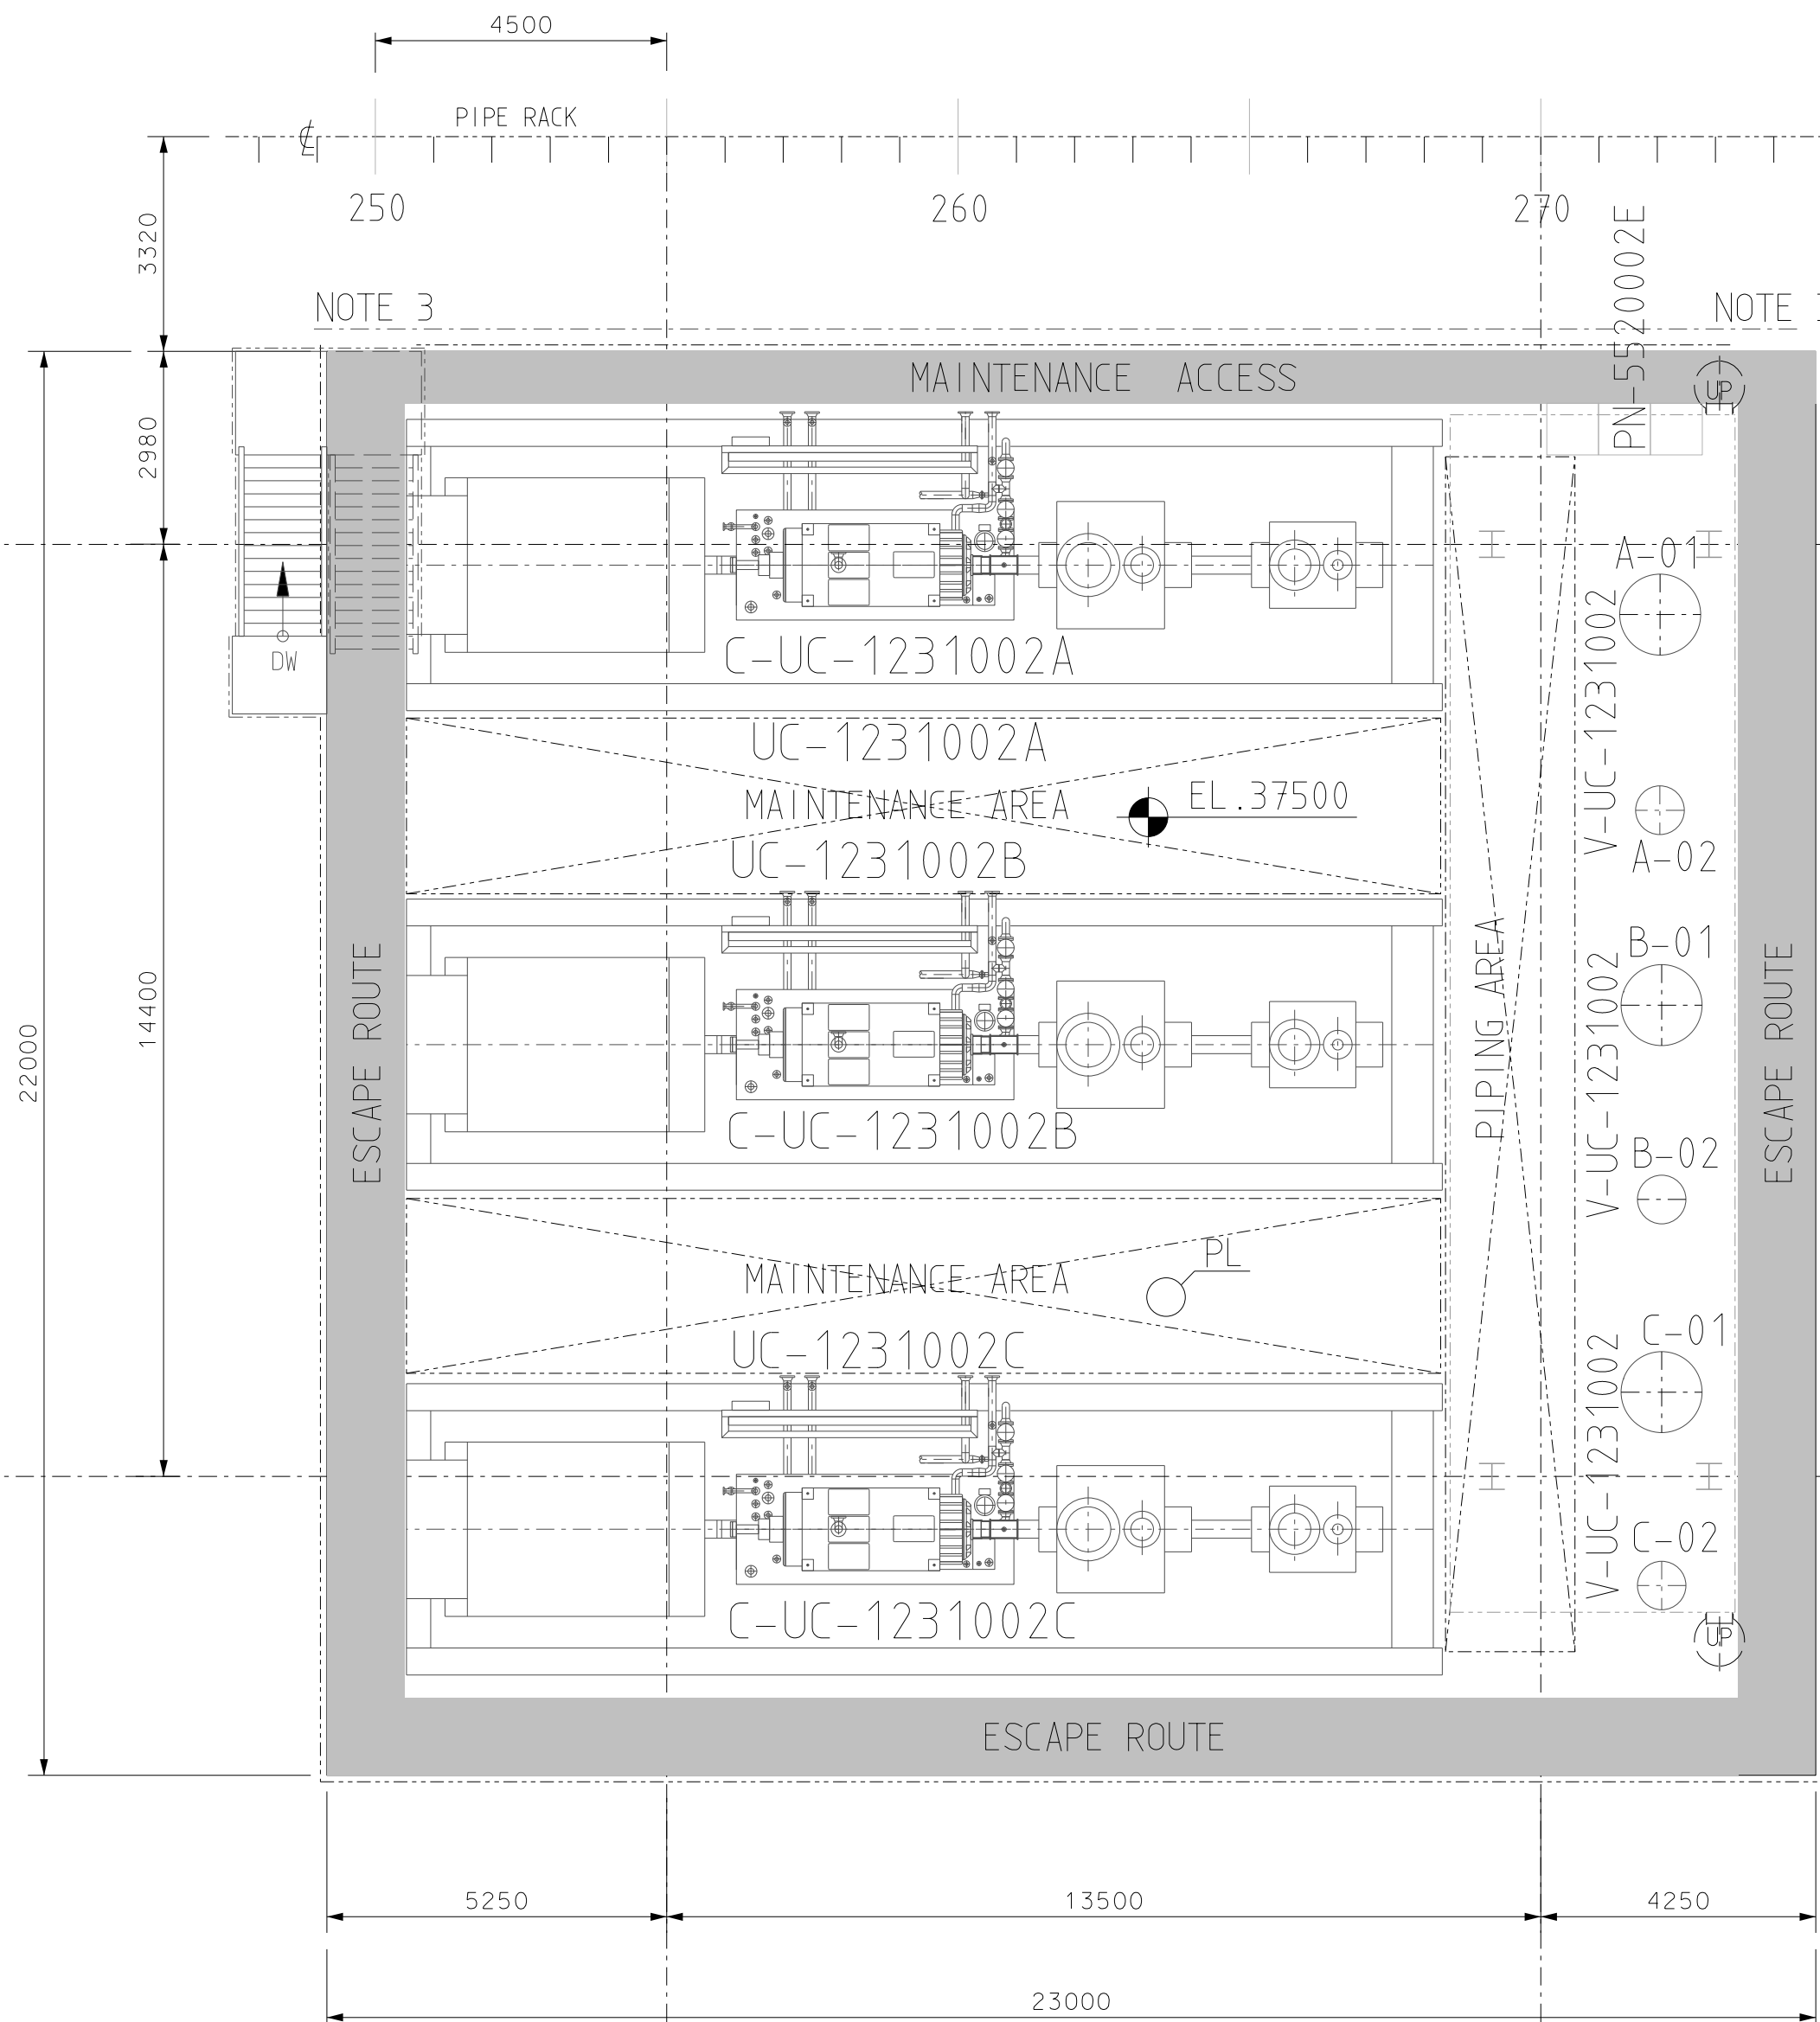 4500
PIPE RACK
250
260
270
3320
NOTE 3
NOTE
PN-5520002E
MAINTENANCE ACCESS
UP
2980
A-01
DW
C-UC-1231002A
V-UC-1231002
UC-1231002A
MAINTENANCE AREA
EL.37500
UC-1231002B
A-02
B-01
ESCAPE ROUTE
PIPING AREA
ESCAPE ROUTE
14400
22000
V-UC-1231002
C-UC-1231002B
B-02
PL
MAINTENANCE AREA
UC-1231002C
C-01
V-UC-1231002
C-02
C-UC-1231002C
UP
ESCAPE ROUTE
5250
13500
4250
23000